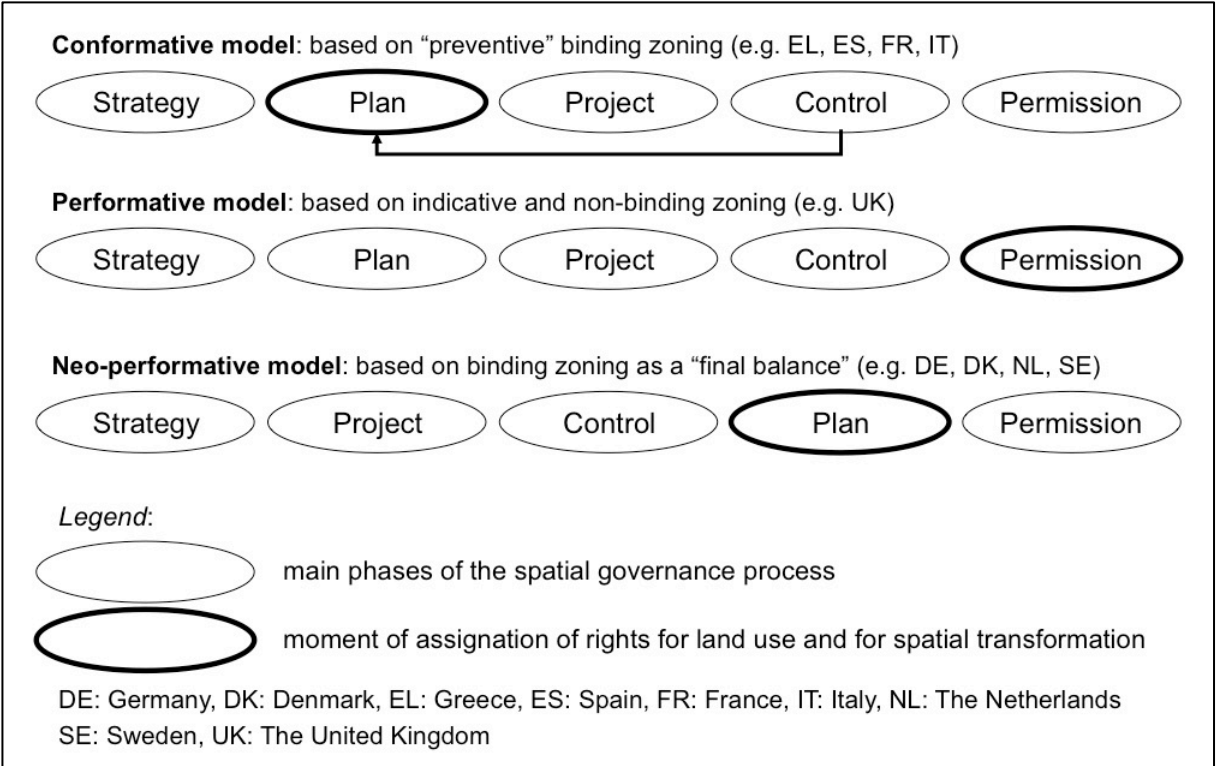 Conformative model: based on “preventive” binding zoning (e.g. EL, ES, FR, IT)
Strategy Plan Project Control Permission
Performative model: based on indicative and non-binding zoning (e.g. UK)
Strategy Plan Project Control Permission
Neo-performative model: based on binding zoning as a “final balance” (e.g. DE, DK, NL, SE)
Strategy Project Control Plan Permission
Legend:
main phases of the spatial governance process
moment of assignation of rights for land use and for spatial transformation
DE: Germany, DK: Denmark, EL: Greece, ES: Spain, FR: France, IT: Italy, NL: The Netherlands
SE: Sweden, UK: The United Kingdom